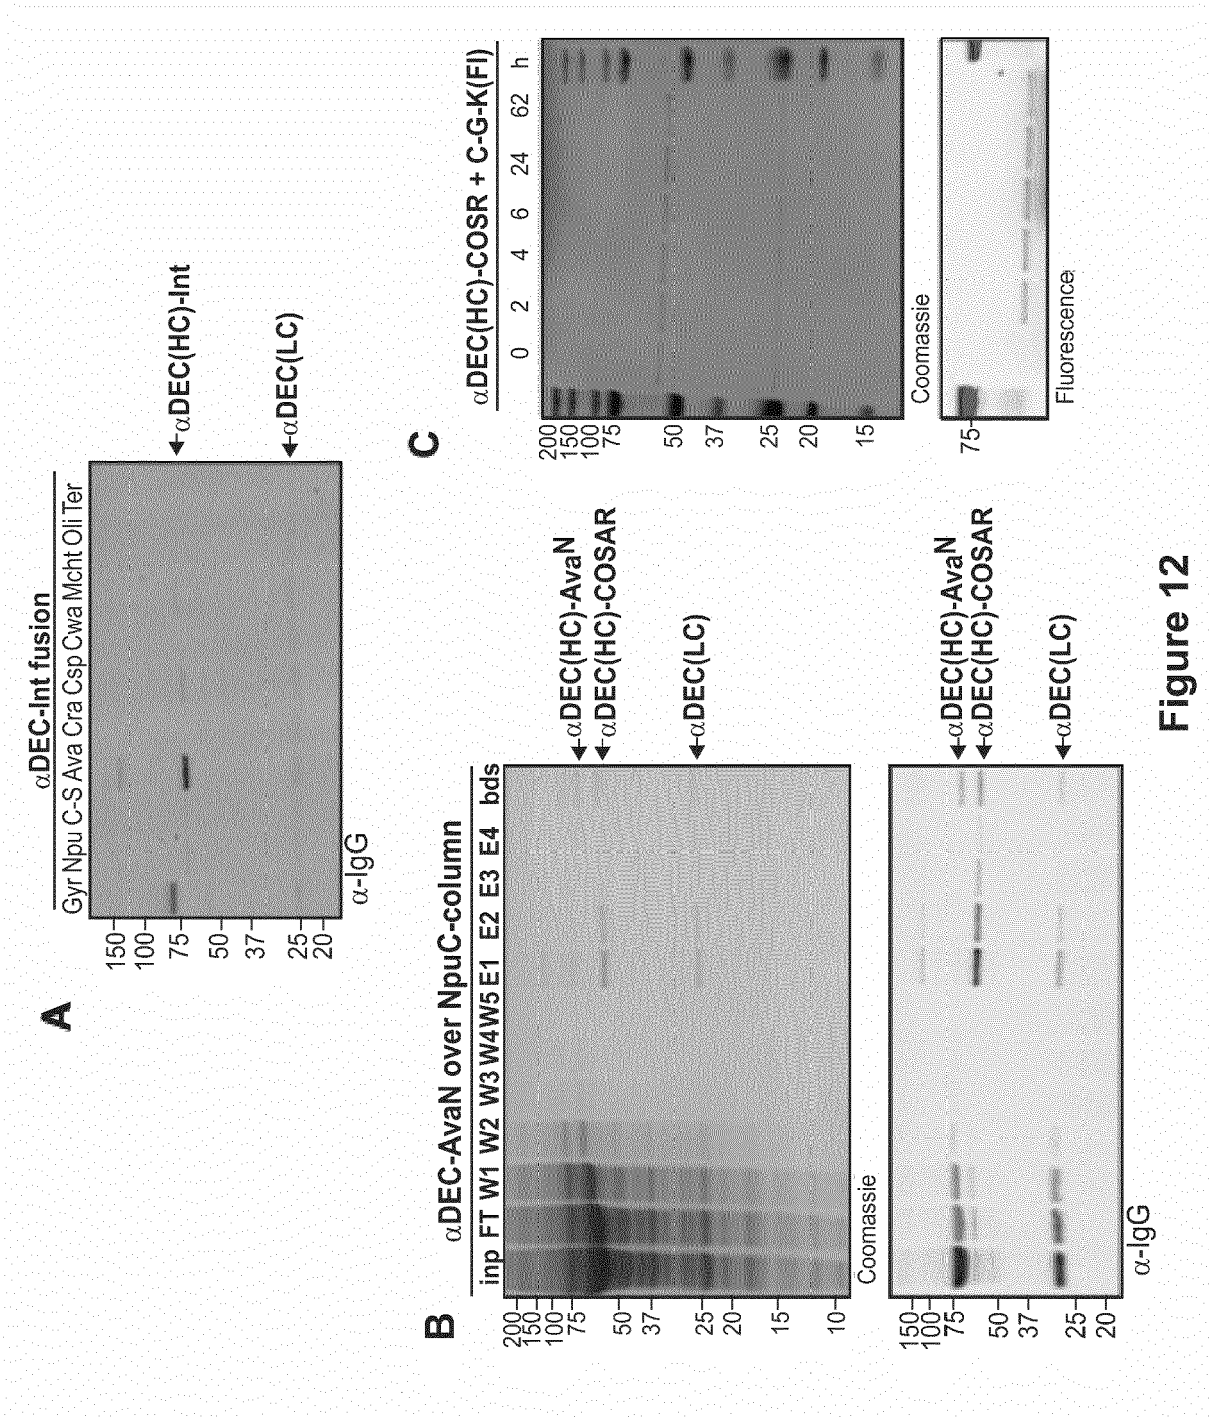 A
αDEC-Int fusion
Gyr Npu C-S Ava Cra Csp Cwa Mcht Oli Ter
150
100
75
50
37
25
20
αDEC(HC)-Int
αDEC(LC)
α-IgG
B
αDEC-AvaN over NpuC-column
inp FT W1 W2 W3 W4 W5 E1 E2 E3 E4 bds
200
150
100
75
50
37
25
20
15
10
αDEC(HC)-AvaN
αDEC(HC)-COSAR
αDEC(LC)
Coomassie
150
100
75
50
37
25
20
αDEC(HC)-AvaN
αDEC(HC)-COSAR
αDEC(LC)
α-IgG
C
αDEC(HC)-COSR + C-G-K(Fl)
0 2 4 6 24 62 h
200
150
100
75
50
37
25
20
15
Coomassie
75
Fluorescence
Figure 12